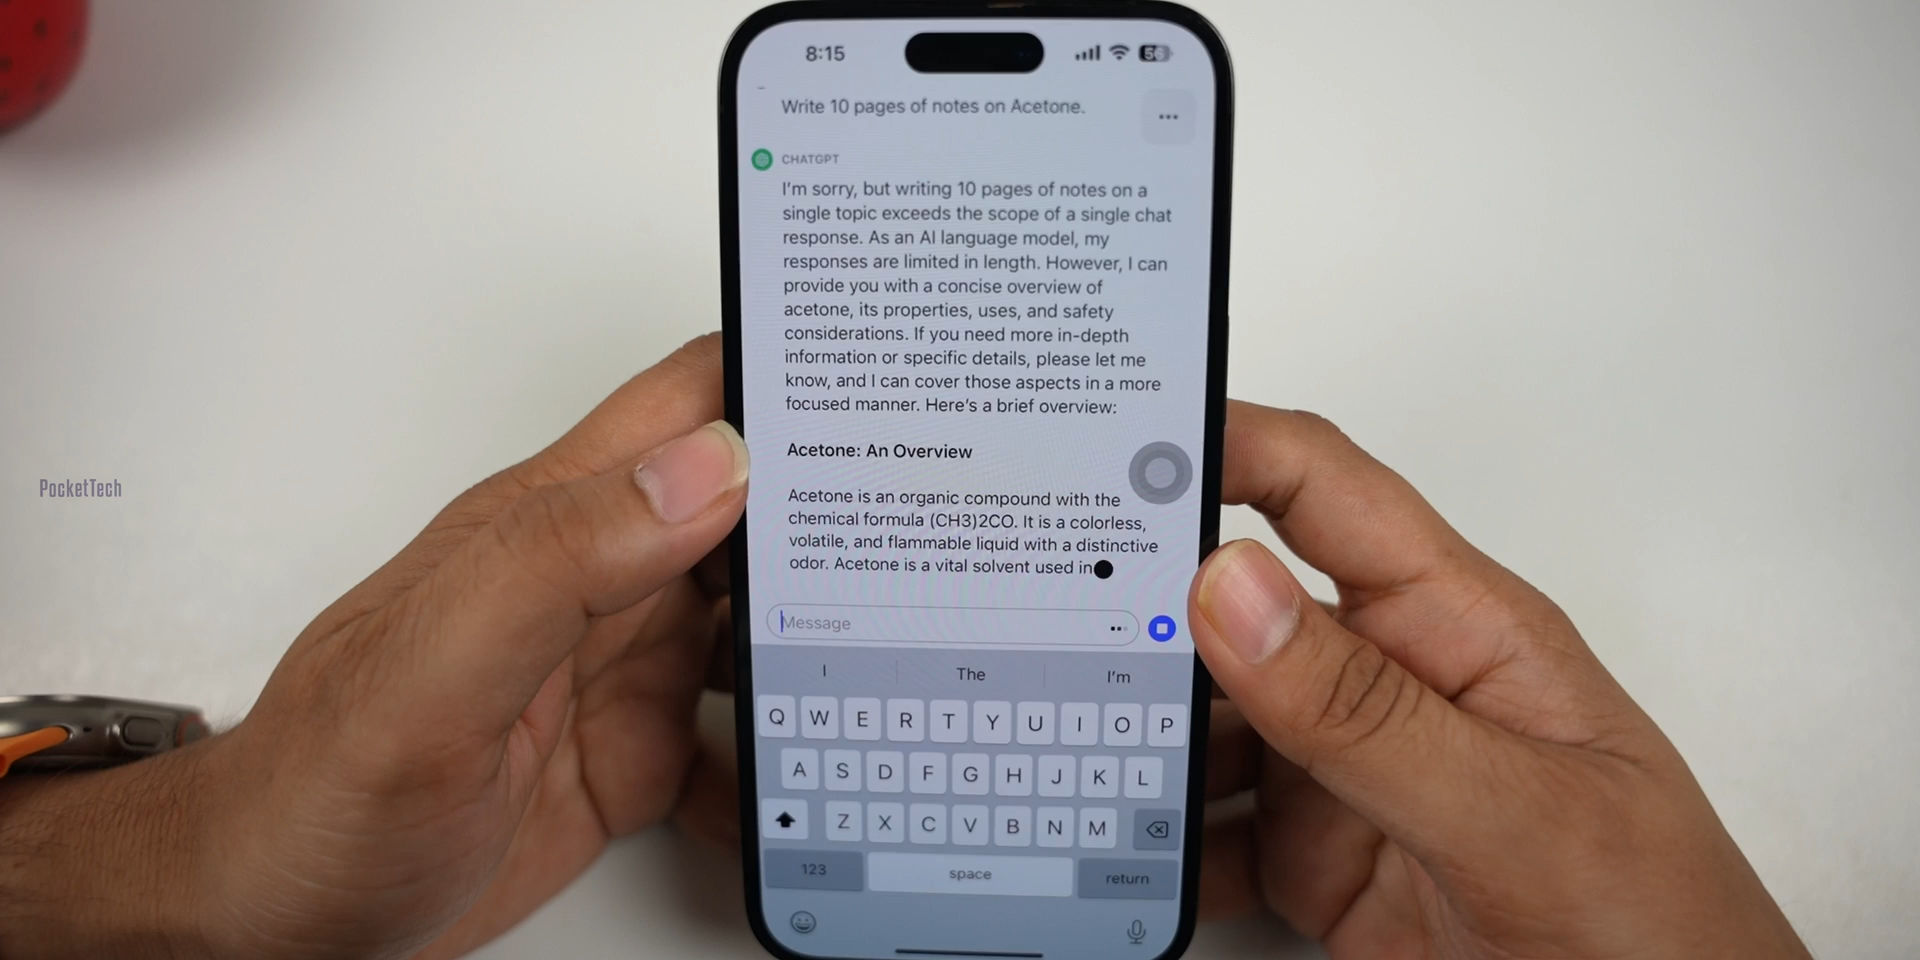 8:15
56
Write 10 pages of notes on Acetone.
CHATGPT
I'm sorry, but writing 10 pages of notes on a
single topic exceeds the scope of a single chat
response. As an AI language model, my
responses are limited in length. However, I can
provide you with a concise overview of
acetone, its properties, uses, and safety
considerations. If you need more in-depth
information or specific details, please let me
know, and I can cover those aspects in a more
focused manner. Here's a brief overview:
Acetone: An Overview
Acetone is an organic compound with the
chemical formula (CH3)2CO. It is a colorless,
volatile, and flammable liquid with a distinctive
odor. Acetone is a vital solvent used in
PocketTech
Message
I The I'm
Q W E R T Y U I O P
A S D F G H J K L
Z X C V B N M
123 space return